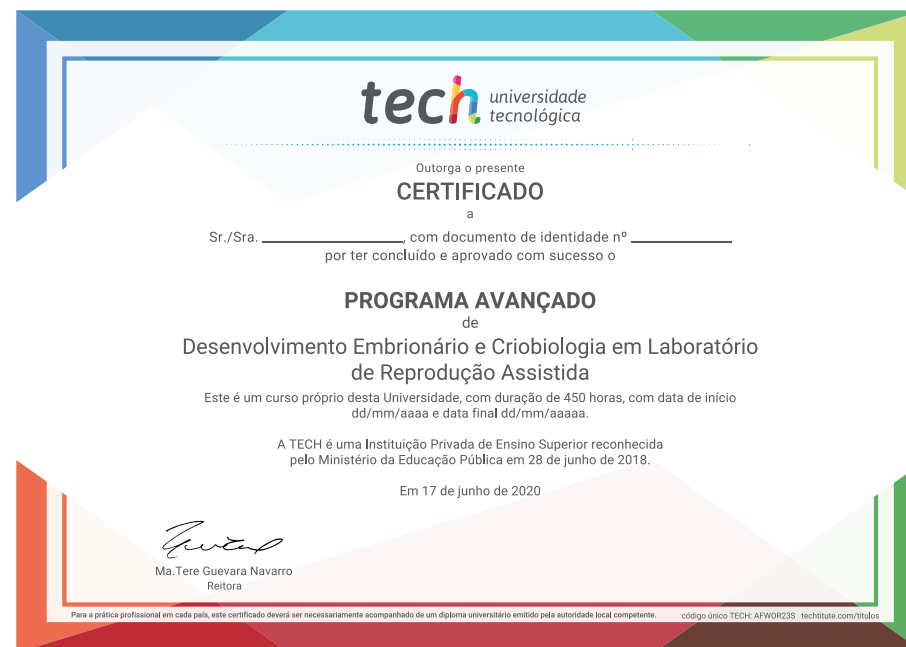 tech universidade
tecnológica
Outorga o presente
CERTIFICADO
a
Sr./Sra. ____________, com documento de identidade nº ____________
por ter concluído e aprovado com sucesso o
PROGRAMA AVANÇADO
de
Desenvolvimento Embrionário e Criobiologia em Laboratório
de Reprodução Assistida
Este é um curso próprio desta Universidade, com duração de 450 horas, com data de início
dd/mm/aaaa e data final dd/mm/aaaaa.
A TECH é uma Instituição Privada de Ensino Superior reconhecida
pelo Ministério da Educação Pública em 28 de junho de 2018.
Em 17 de junho de 2020
Ma.Tere Guevara Navarro
Reitora
Para a prática profissional em cada país, este certificado deverá ser necessariamente acompanhado de um diploma universitário emitido pela autoridade local competente. código único TECH: AFWOR23S techtitute.com/titulos